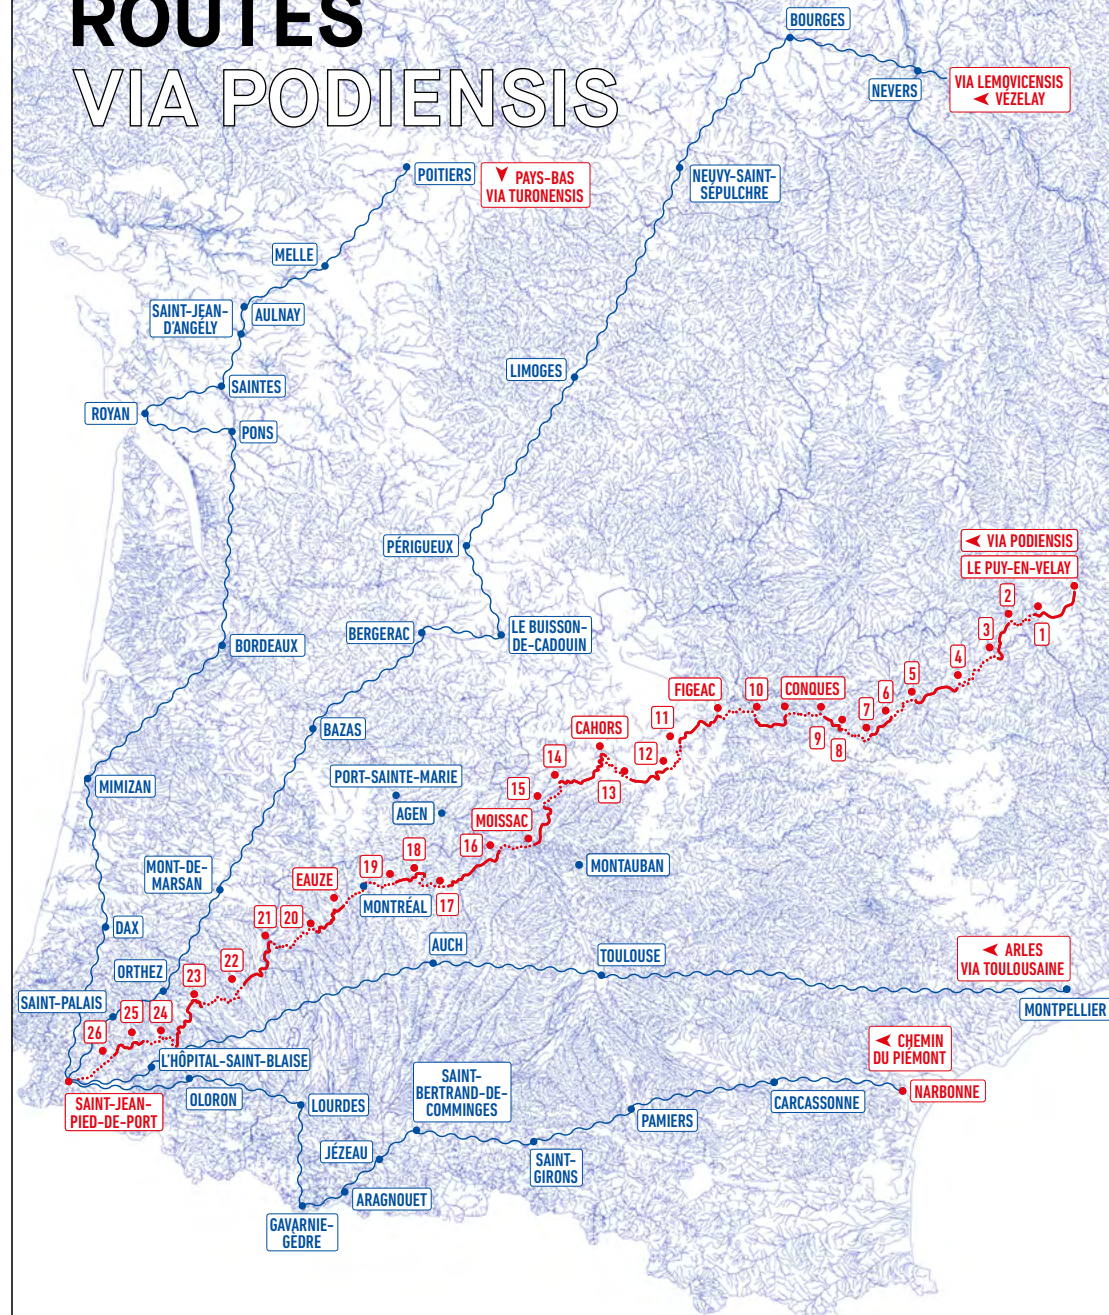 ROUTES
VIA PODIENSIS
BOURGES
NEVERS
VIA LEMOVICENSIS
VÉZELAY
POITIERS
PAYS-BAS
VIA TURONENSIS
NEUVY-SAINT-
SÉPULCHRE
MELLE
SAINT-JEAN-
D'ANGÉLY
AULNAY
LIMOGES
SAINTES
ROYAN
PONS
PÉRIGUEUX
VIA PODIENSIS
LE PUY-EN-VELAY
2
1
BERGERAC
LE BUISSON-
DE-CADOUIN
BORDEAUX
3
4
5
6
7
8
9
CONQUES
10
FIGEAC
11
12
CAHORS
13
14
15
BAZAS
PORT-SAINTE-MARIE
AGEN
MIMIZAN
MOISSAC
16
18
19
17
MONTAUBAN
MONT-DE-
MARSAN
EAUZE
MONTRÉAL
21
20
DAX
AUCH
TOULOUSE
ARLES
VIA TOULOUSAINE
MONTPELLIER
ORTHEZ
22
23
SAINT-PALAIS
25
24
26
L'HÔPITAL-SAINT-BLAISE
CHEMIN
DU PIÉMONT
NARBONNE
SAINT-JEAN-
PIED-DE-PORT
OLORON
LOURDES
SAINT-
BERTRAND-DE-
COMMINGES
CARCASSONNE
PAMIERS
JÉZEAU
SAINT-
GIRONS
ARAGNOUET
GAVARNIE-
GÈDRE